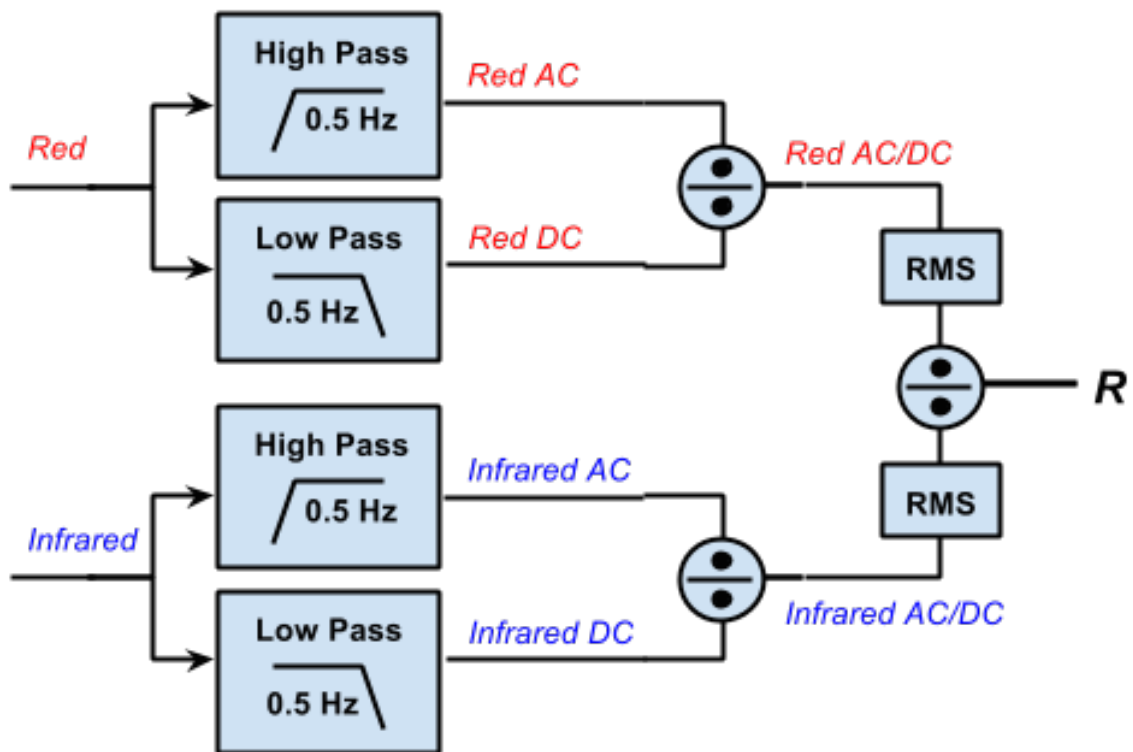 High Pass
0.5 Hz
Red AC
Red
Red AC/DC
Low Pass
0.5 Hz
Red DC
RMS
R
High Pass
0.5 Hz
Infrared AC
RMS
Infrared
Infrared AC/DC
Low Pass
0.5 Hz
Infrared DC